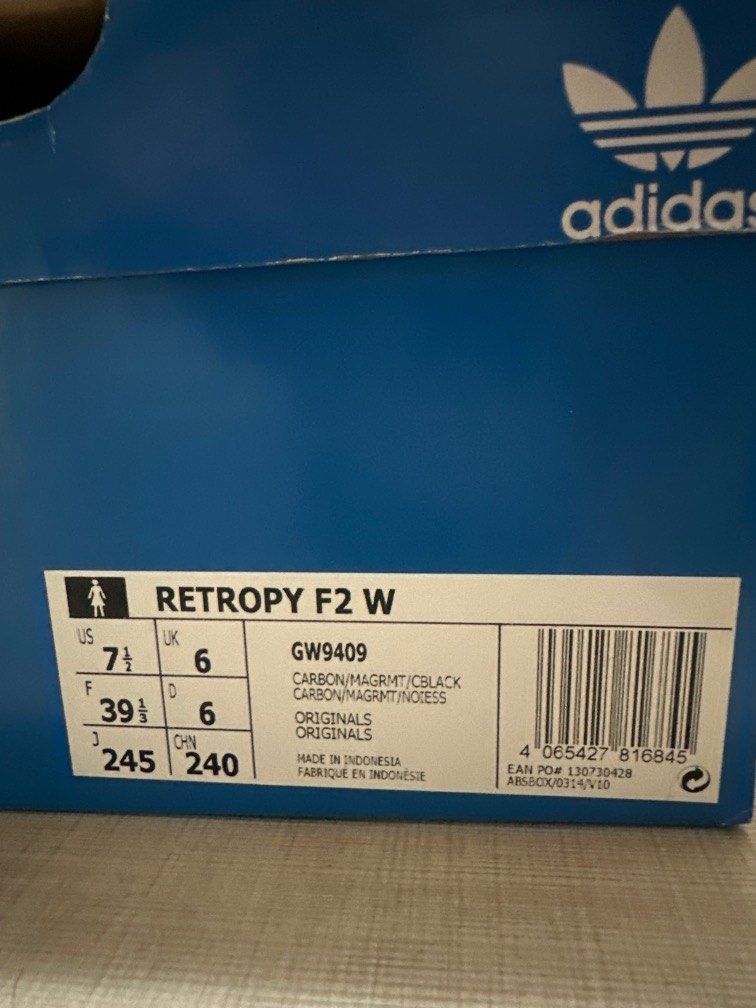 adidas
RETROPY F2 W
US 7½ UK 6
F 39⅓ D 6
J 245 CHN 240
GW9409
CARBON/MAGRMT/CBLACK
CARBON/MAGRMT/NOIESS
ORIGINALS
ORIGINALS
MADE IN INDONESIA
FABRIQUÉ EN INDONÉSIE
4 065427 816845
EAN PO# 130730428
ABSBOX/0314/V10